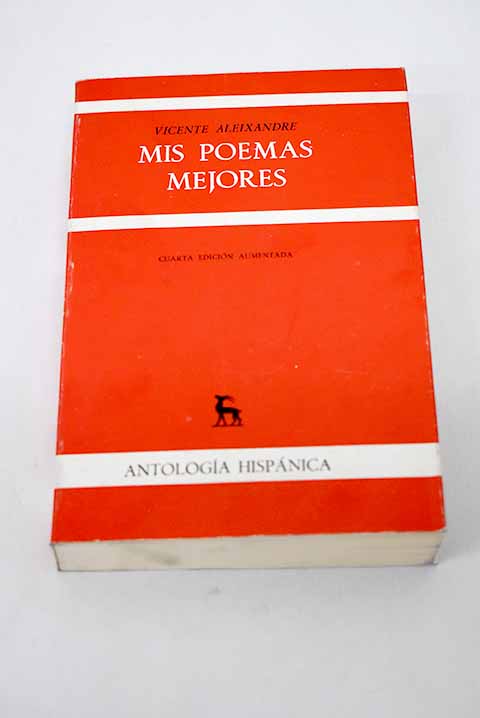 VICENTE ALEIXANDRE
MIS POEMAS
MEJORES
CUARTA EDICIÓN AUMENTADA
ANTOLOGÍA HISPÁNICA